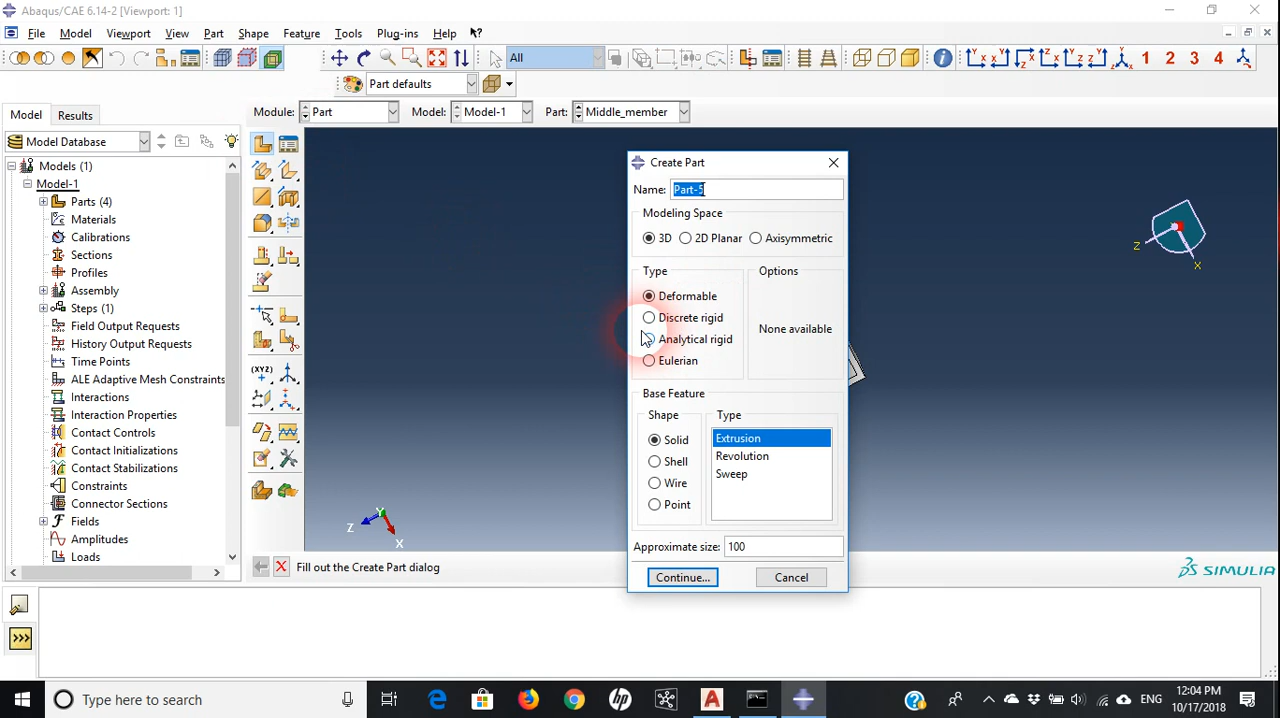 Abaqus/CAE 6.14-2 [Viewport: 1]
File Model Viewport View Part Shape Feature Tools Plug-ins Help
All
1 2 3 4
Part defaults
Model Results
Module: Part Model: Model-1 Part: Middle_member
Model Database
Models (1)
Model-1
Parts (4)
Materials
Calibrations
Sections
Profiles
Assembly
Steps (1)
Field Output Requests
History Output Requests
Time Points
ALE Adaptive Mesh Constraints
Interactions
Interaction Properties
Contact Controls
Contact Initializations
Contact Stabilizations
Constraints
Connector Sections
Fields
Amplitudes
Loads
(XYZ)
Create Part
Name: Part-5
Modeling Space
3D 2D Planar Axisymmetric
Type
Deformable
Discrete rigid
Analytical rigid
Eulerian
Options
None available
Base Feature
Shape
Solid
Shell
Wire
Point
Type
Extrusion
Revolution
Sweep
Approximate size: 100
Continue... Cancel
Z
X
Y
Z
X
Fill out the Create Part dialog
SIMULIA
>>>
Type here to search
ENG
12:04 PM
10/17/2018